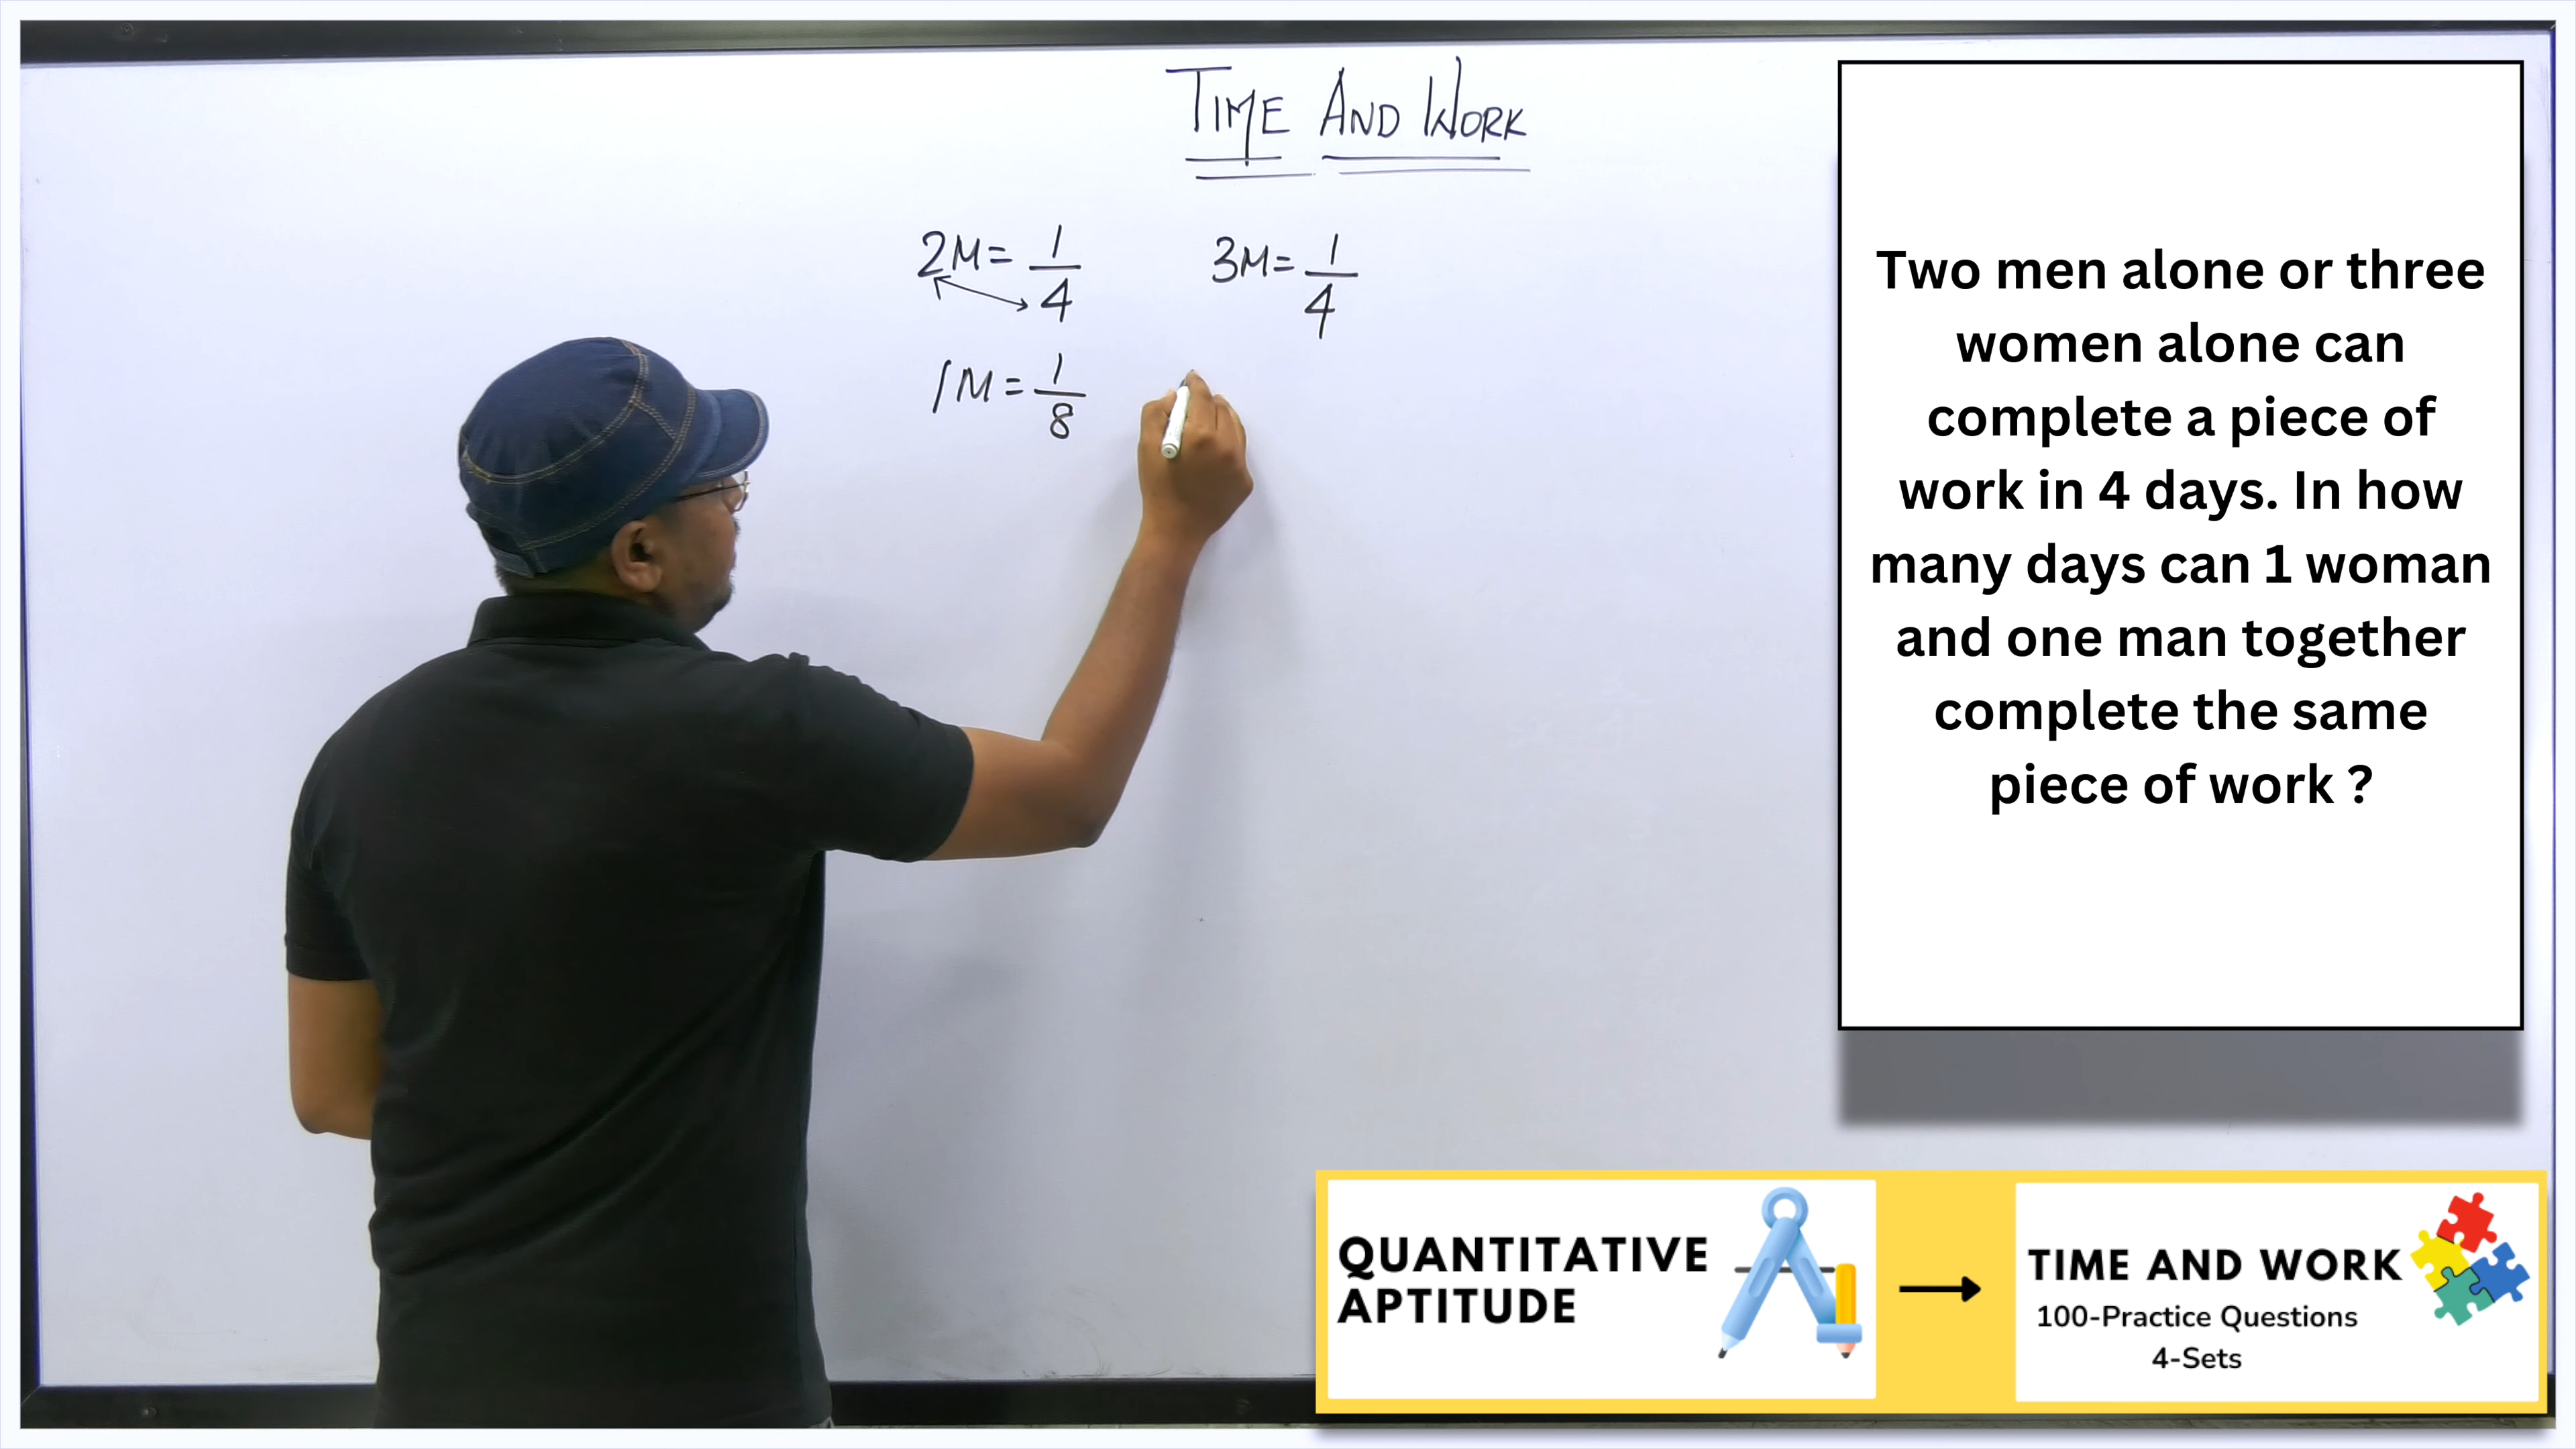 TIME AND WORK
2M = 1/4
3M = 1/4
1M = 1/8
Two men alone or three
women alone can
complete a piece of
work in 4 days. In how
many days can 1 woman
and one man together
complete the same
piece of work ?
QUANTITATIVE
APTITUDE
TIME AND WORK
100-Practice Questions
4-Sets